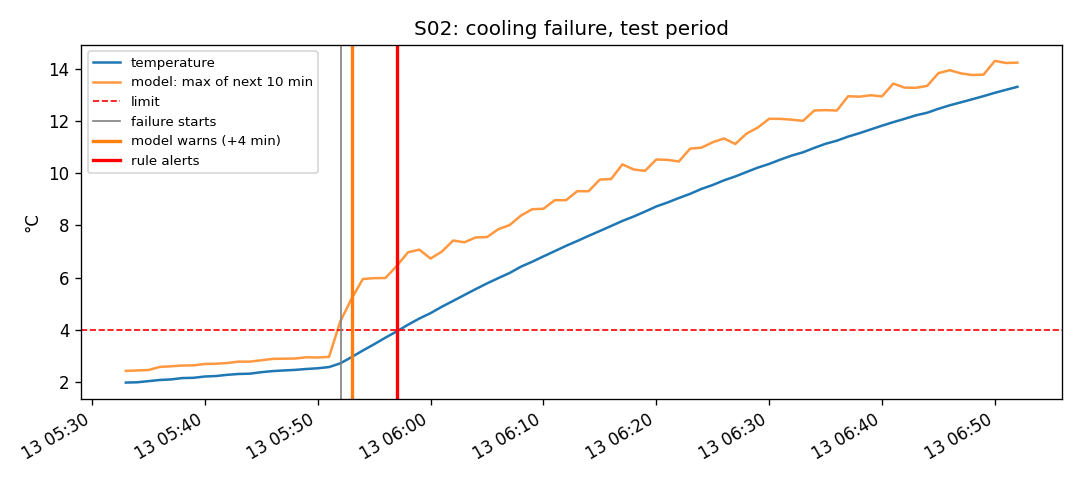 S02: cooling failure, test period
temperature
model: max of next 10 min
limit
failure starts
model warns (+4 min)
rule alerts
°C
14
12
10
8
6
4
2
13 05:30
13 05:40
13 05:50
13 06:00
13 06:10
13 06:20
13 06:30
13 06:40
13 06:50